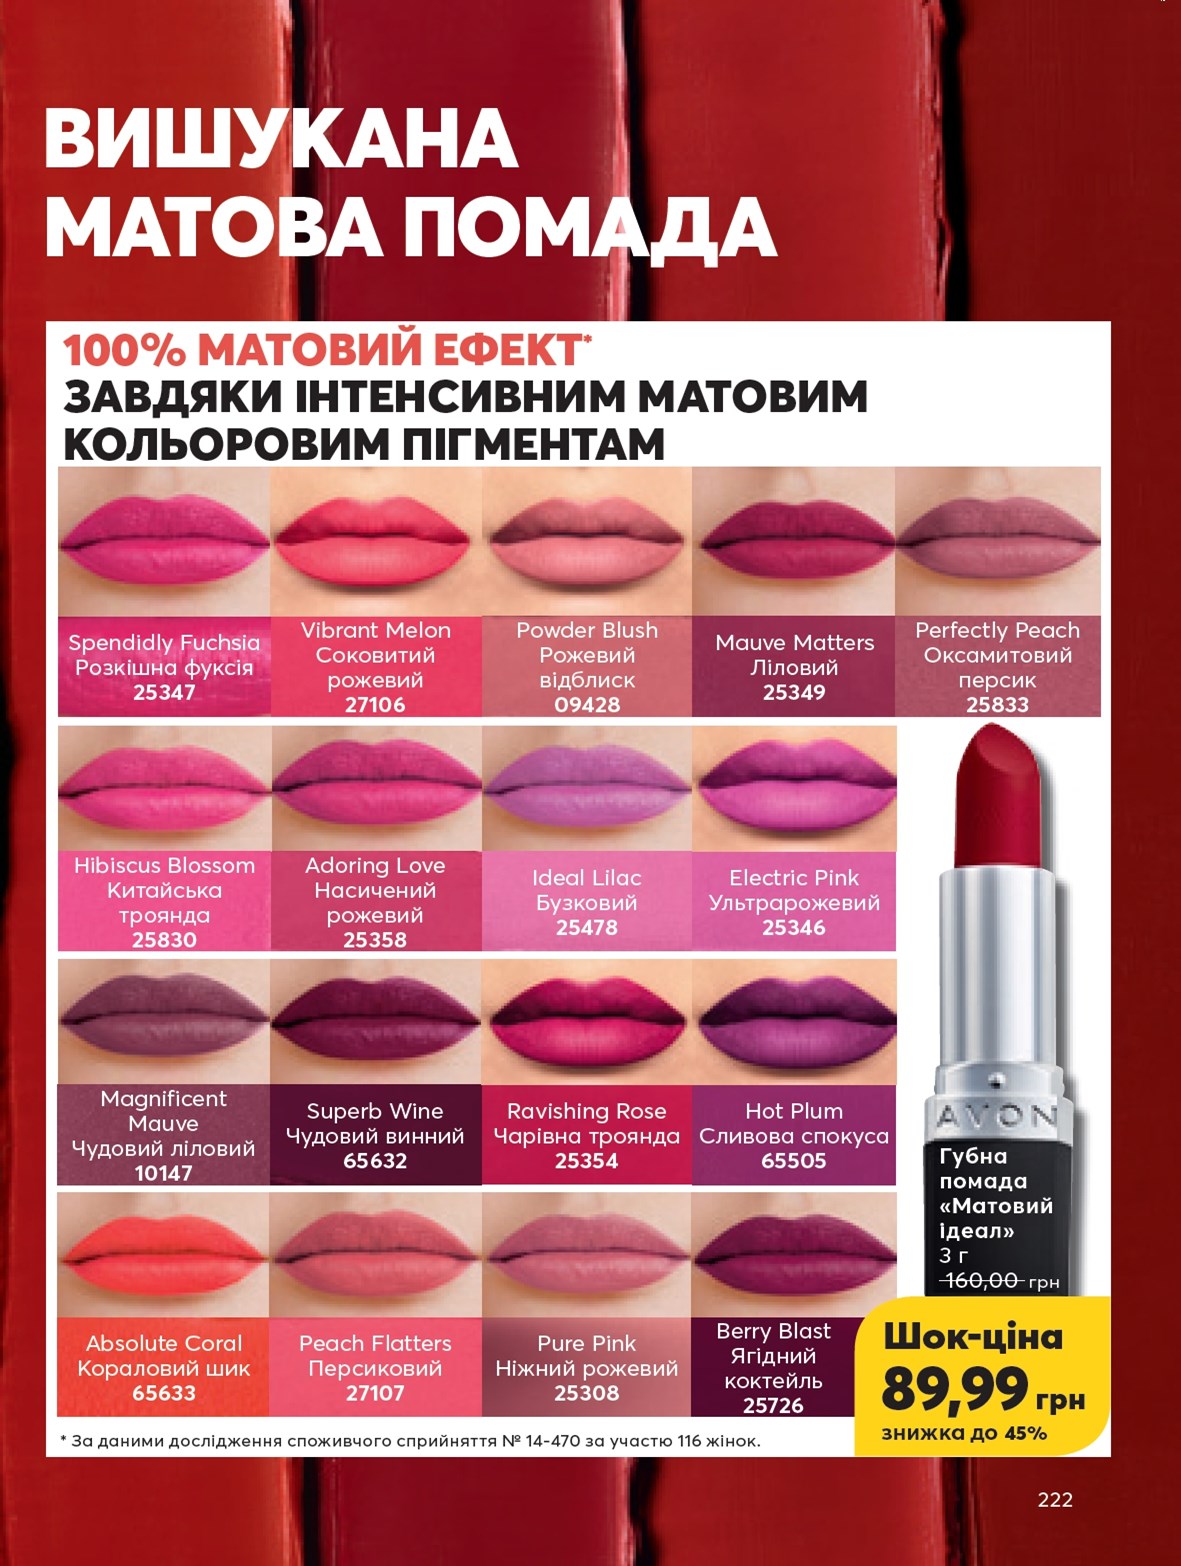 ВИШУКАНА
МАТОВА ПОМАДА
100% МАТОВИЙ ЕФЕКТ*
ЗАВДЯКИ ІНТЕНСИВНИМ МАТОВИМ
КОЛЬОРОВИМ ПІГМЕНТАМ
Spendidly Fuchsia
Розкішна фуксія
25347
Vibrant Melon
Соковитий
рожевий
27106
Powder Blush
Рожевий
відблиск
09428
Mauve Matters
Ліловий
25349
Perfectly Peach
Оксамитовий
персик
25833
Hibiscus Blossom
Китайська
троянда
25830
Adoring Love
Насичений
рожевий
25358
Ideal Lilac
Бузковий
25478
Electric Pink
Ультрарожевий
25346
Magnificent
Mauve
Чудовий ліловий
10147
Superb Wine
Чудовий винний
65632
Ravishing Rose
Чарівна троянда
25354
Hot Plum
Сливова спокуса
65505
AVON
Губна
помада
«Матовий
ідеал»
3 г
160,00 грн
Absolute Coral
Кораловий шик
65633
Peach Flatters
Персиковий
27107
Pure Pink
Ніжний рожевий
25308
Berry Blast
Ягідний
коктейль
25726
Шок-ціна
89,99 грн
знижка до 45%
* За даними дослідження споживчого сприйняття № 14-470 за участю 116 жінок.
222